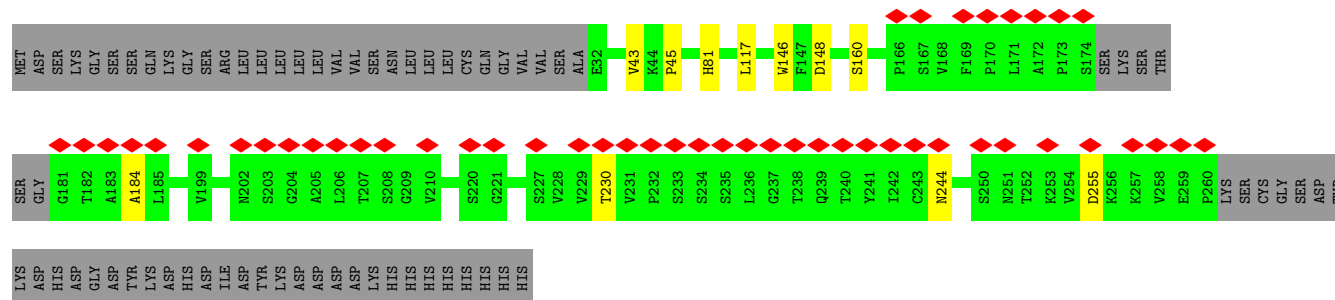 MET ASP SER LYS GLY SER SER GLN LYS GLY SER ARG LEU LEU LEU LEU LEU VAL VAL SER ASN LEU LEU LEU CYS GLN GLY VAL VAL SER ALA E32 V43 K44 P45 H81 L117 W146 F147 D148 S160 P166 S167 V168 F169 P170 L171 A172 P173 S174 SER LYS SER THR
SER GLY G181 T182 A183 A184 L185 V199 N202 S203 G204 A205 L206 T207 S208 G209 V210 S220 G221 S227 V228 V229 T230 V231 P232 S233 S234 S235 L236 G237 T238 Q239 T240 Y241 I242 C243 N244 S250 N251 T252 K253 V254 D255 K256 K257 V258 E259 P260 LYS SER CYS GLY SER ASP
LYS ASP HIS ASP GLY ASP TYR LYS ASP HIS ASP ILE ASP TYR LYS ASP ASP ASP ASP LYS HIS HIS HIS HIS HIS HIS HIS HIS